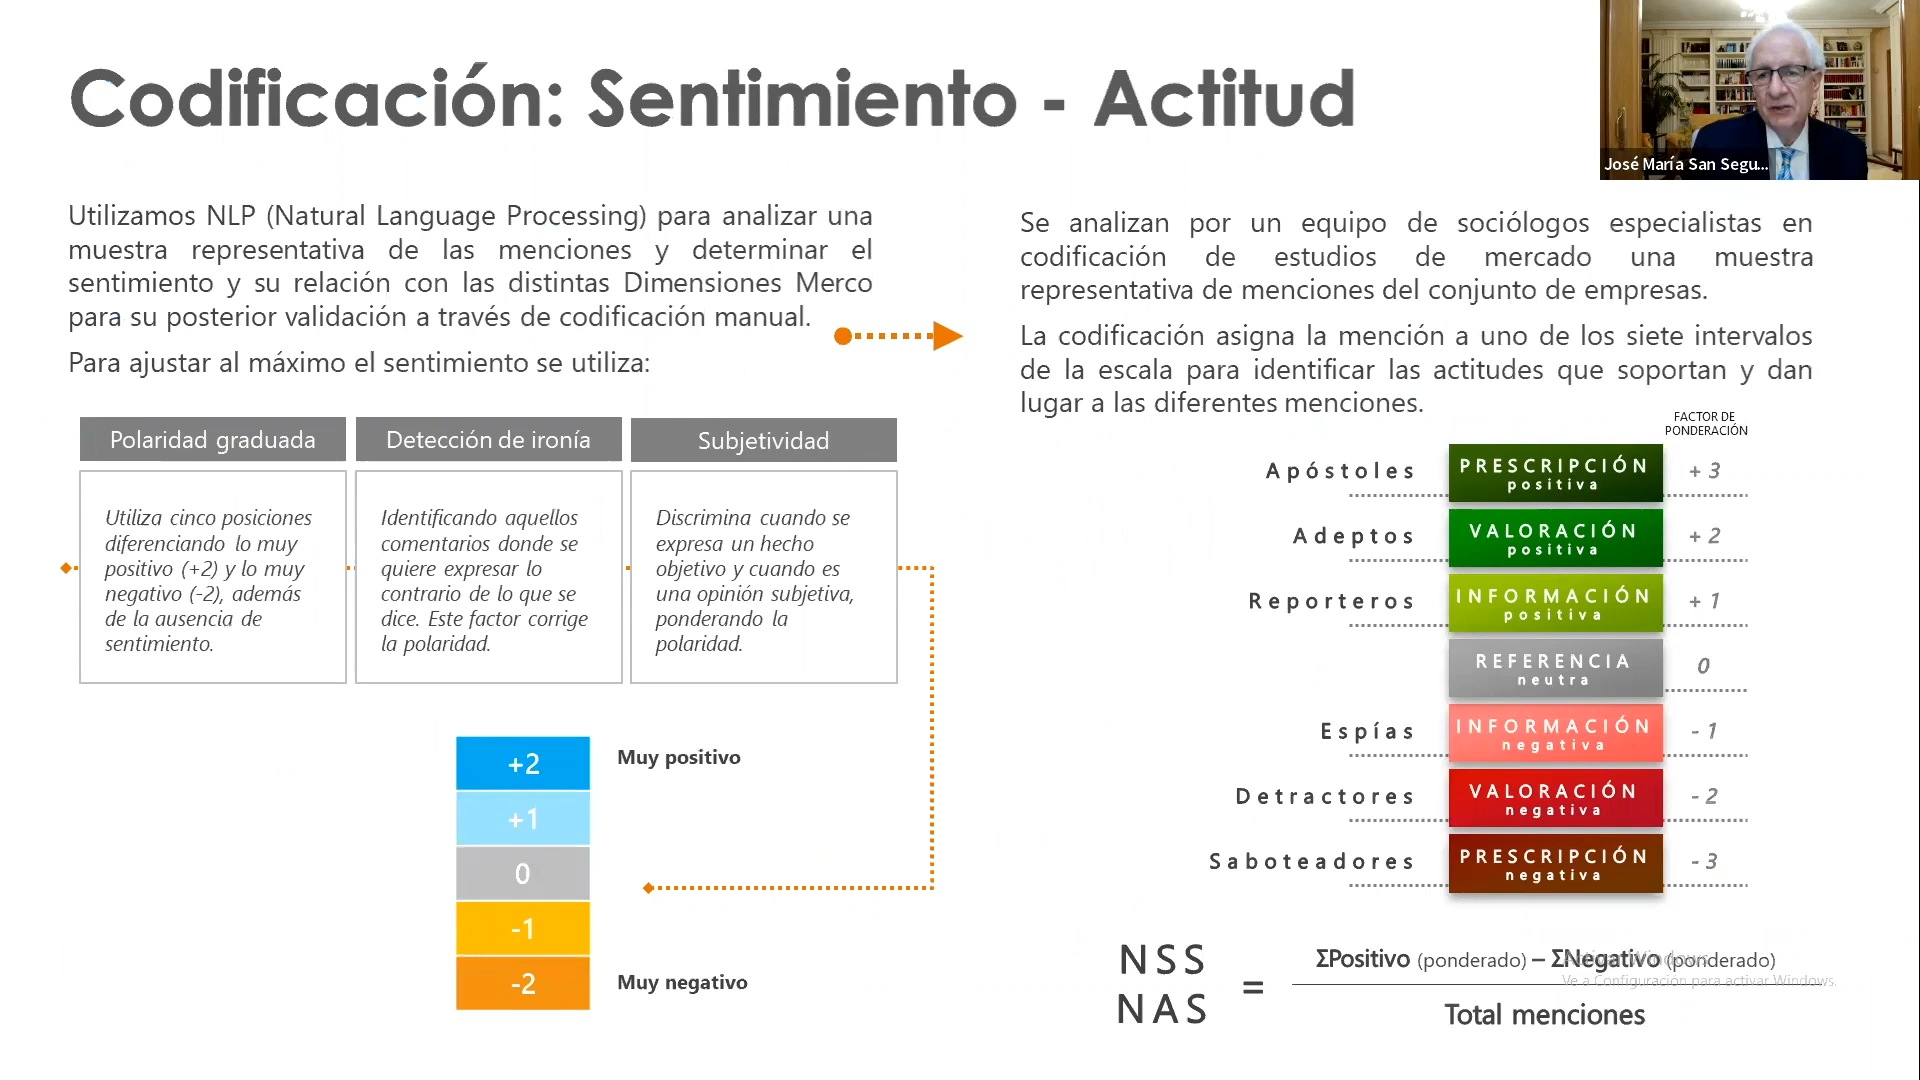 Codificación: Sentimiento - Actitud
José María San Segu...
Utilizamos NLP (Natural Language Processing) para analizar una
muestra representativa de las menciones y determinar el
sentimiento y su relación con las distintas Dimensiones Merco
para su posterior validación a través de codificación manual.
Para ajustar al máximo el sentimiento se utiliza:
Polaridad graduada
Utiliza cinco posiciones
diferenciando lo muy
positivo (+2) y lo muy
negativo (-2), además
de la ausencia de
sentimiento.
Detección de ironía
Identificando aquellos
comentarios donde se
quiere expresar lo
contrario de lo que se
dice. Este factor corrige
la polaridad.
Subjetividad
Discrimina cuando se
expresa un hecho
objetivo y cuando es
una opinión subjetiva,
ponderando la
polaridad.
+2 Muy positivo
+1
0
-1
-2 Muy negativo
Se analizan por un equipo de sociólogos especialistas en
codificación de estudios de mercado una muestra
representativa de menciones del conjunto de empresas.
La codificación asigna la mención a uno de los siete intervalos
de la escala para identificar las actitudes que soportan y dan
lugar a las diferentes menciones.
FACTOR DE
PONDERACIÓN
Apóstoles PRESCRIPCIÓN + 3
positiva
Adeptos VALORACIÓN + 2
positiva
Reporteros INFORMACIÓN + 1
positiva
REFERENCIA 0
neutra
Espías INFORMACIÓN - 1
negativa
Detractores VALORACIÓN - 2
negativa
Saboteadores PRESCRIPCIÓN - 3
negativa
NSS
NAS
=
ΣPositivo (ponderado) – ΣNegativo (ponderado)
Total menciones
Activar Windows
Ve a Configuración para activar Windows.